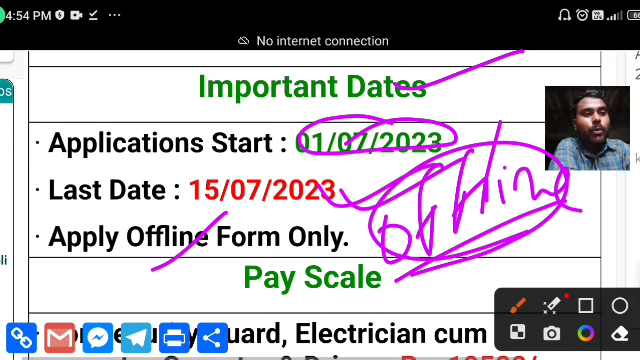 4:54 PM
No internet connection
Important Dates
· Applications Start : 01/07/2023
· Last Date : 15/07/2023
· Apply Offline Form Only.
offline
Pay Scale
Guard, Electrician cum